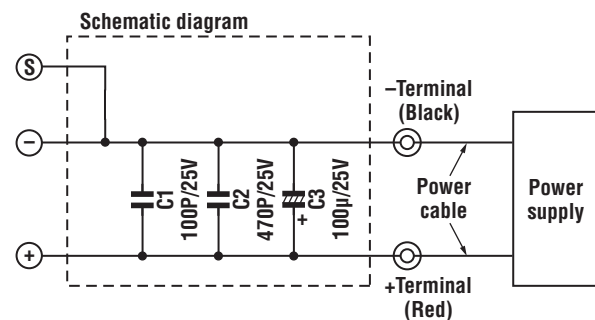 Schematic diagram
S
−Terminal
(Black)
−
C1
100P/25V
C2
470P/25V
C3
100µ/25V
+
Power
cable
Power
supply
+
+Terminal
(Red)